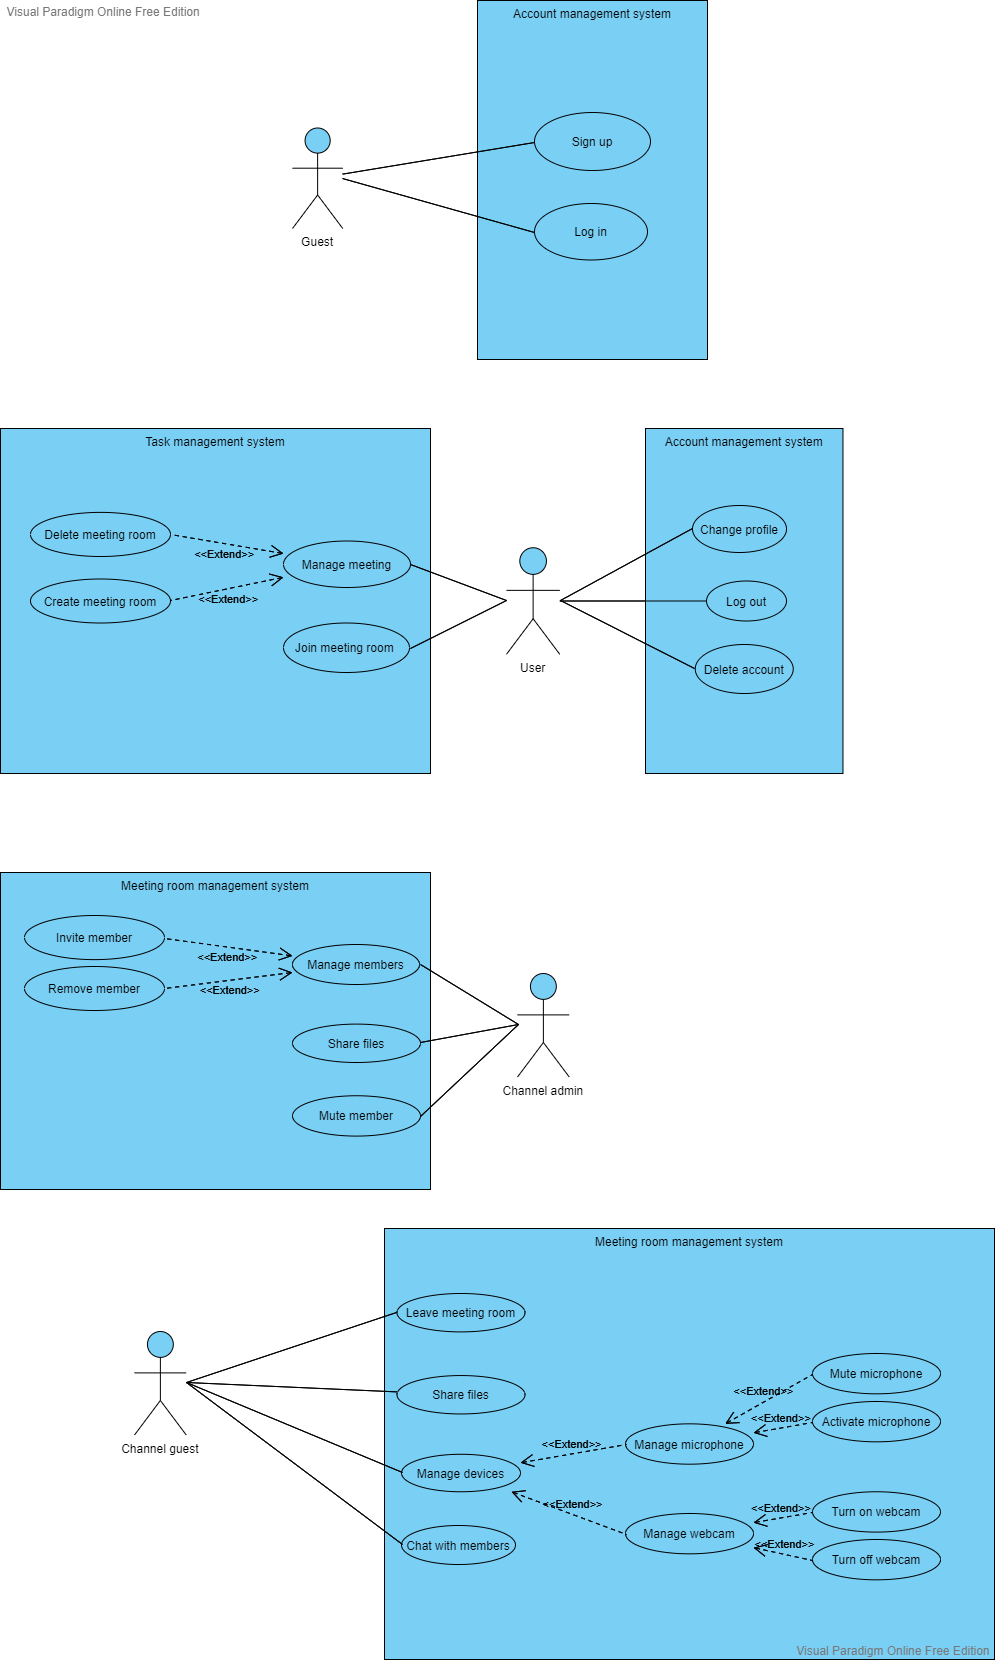 Visual Paradigm Online Free Edition
Account management system
Sign up
Log in
Guest
Task management system
Delete meeting room
<<Extend>>
Manage meeting
Create meeting room
<<Extend>>
Join meeting room
User
Account management system
Change profile
Log out
Delete account
Meeting room management system
Invite member
<<Extend>>
Manage members
Remove member
<<Extend>>
Share files
Mute member
Channel admin
Meeting room management system
Leave meeting room
Share files
Channel guest
Manage devices
Chat with members
<<Extend>>
Manage microphone
<<Extend>>
Mute microphone
<<Extend>>
Activate microphone
<<Extend>>
Manage webcam
<<Extend>>
Turn on webcam
<<Extend>>
Turn off webcam
Visual Paradigm Online Free Edition